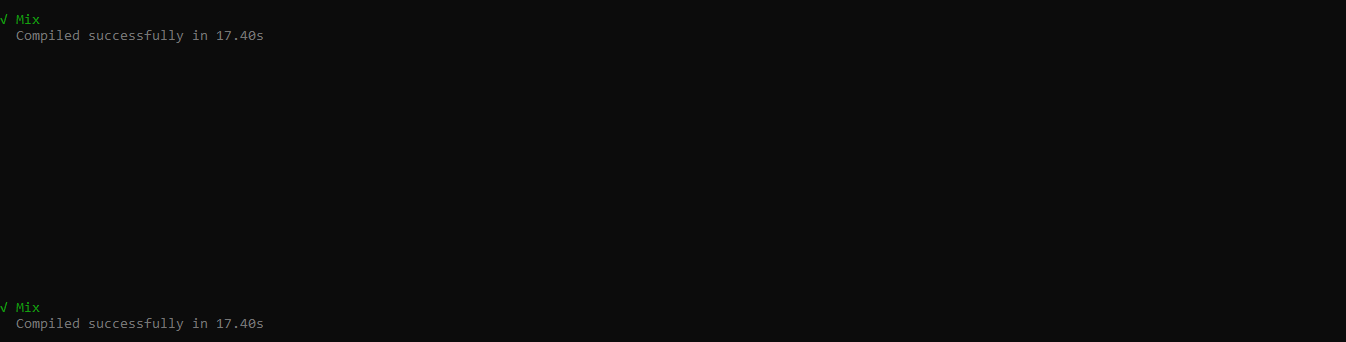 √ Mix
Compiled successfully in 17.40s
√ Mix
Compiled successfully in 17.40s